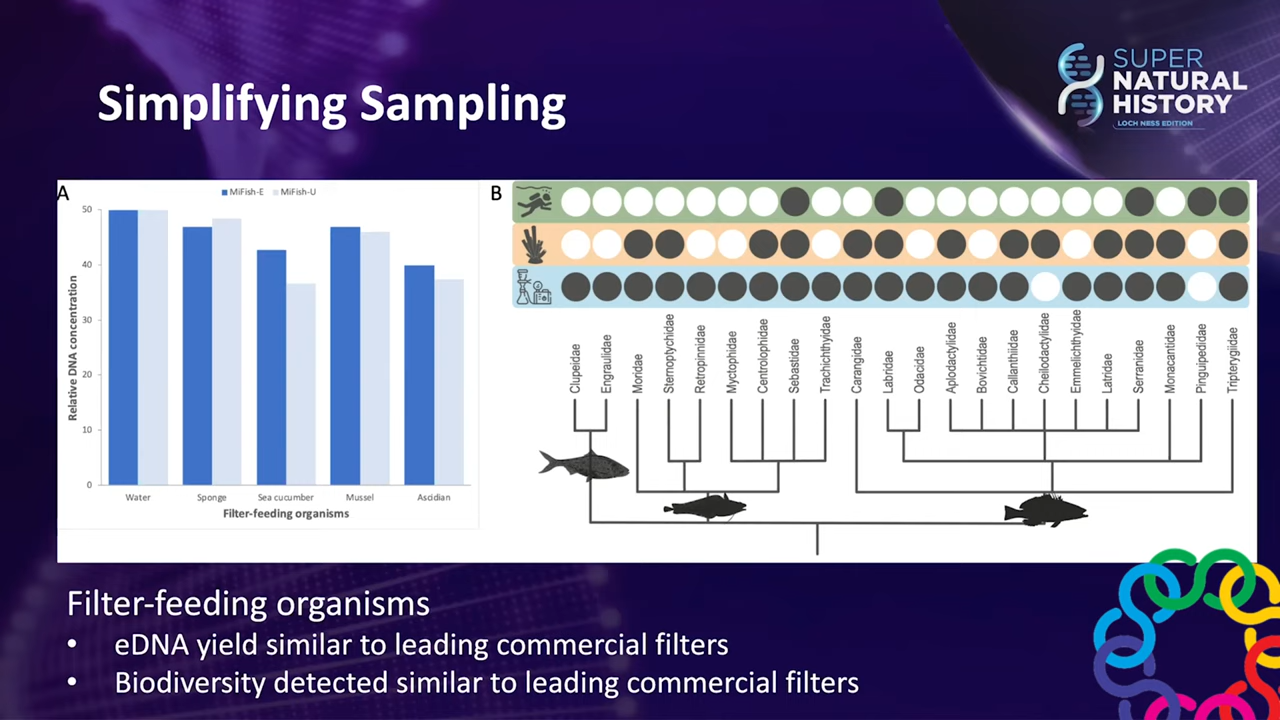 Simplifying Sampling
SUPER
NATURAL
HISTORY
LOCH NESS EDITION
A
MiFish-E MiFish-U
Relative DNA concentration
50
40
30
20
10
0
Water Sponge Sea cucumber Mussel Ascidian
Filter-feeding organisms
B
Clupeidae
Engraulidae
Moridae
Sternoptychidae
Retropinnidae
Myctophidae
Centrolophidae
Sebastidae
Trachichthyidae
Carangidae
Labridae
Odacidae
Aplodactylidae
Bovichtidae
Callanthiidae
Cheilodactylidae
Emmelichthyidae
Latridae
Serranidae
Monacantidae
Pinguipedidae
Tripterygiidae
Filter-feeding organisms
• eDNA yield similar to leading commercial filters
• Biodiversity detected similar to leading commercial filters